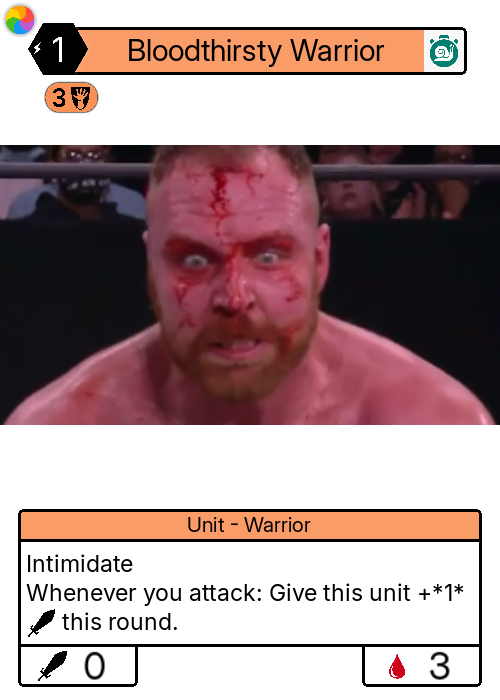 1 Bloodthirsty Warrior
3
Unit - Warrior
Intimidate
Whenever you attack: Give this unit +*1*
this round.
0 3